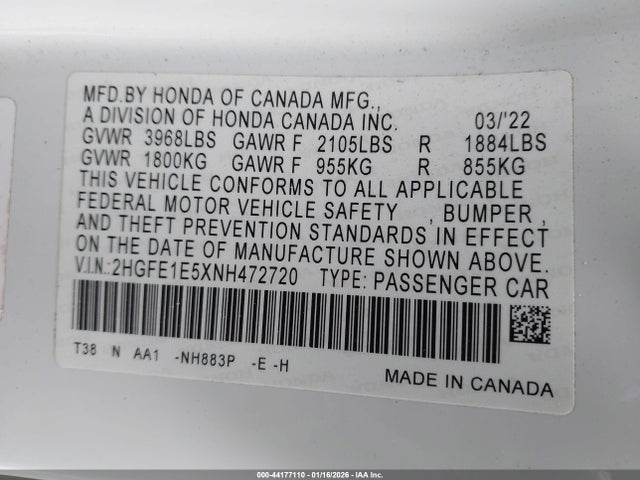 MFD.BY HONDA OF CANADA MFG.,
A DIVISION OF HONDA CANADA INC. 03/'22
GVWR 3968LBS GAWR F 2105LBS R 1884LBS
GVWR 1800KG GAWR F 955KG R 855KG
THIS VEHICLE CONFORMS TO ALL APPLICABLE
FEDERAL MOTOR VEHICLE SAFETY , BUMPER ,
AND THEFT PREVENTION STANDARDS IN EFFECT
ON THE DATE OF MANUFACTURE SHOWN ABOVE.
V.I.N.:2HGFE1E5XNH472720 TYPE: PASSENGER CAR
T38 N AA1 -NH883P -E -H
MADE IN CANADA
000-44177110 - 01/16/2026 - IAA Inc.